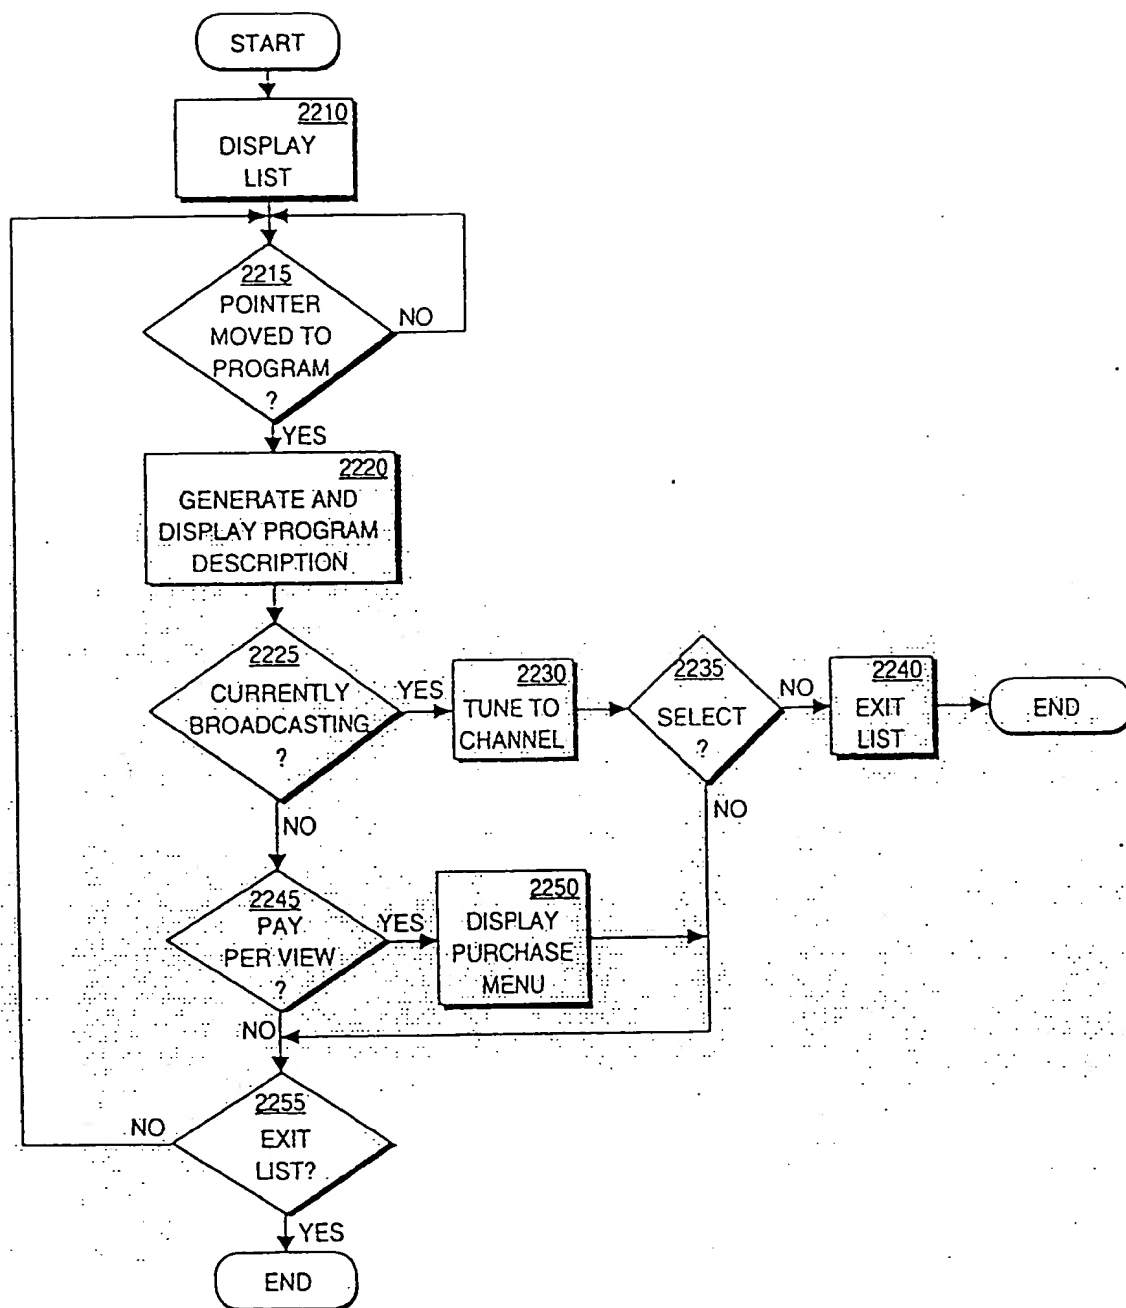 START
2210
DISPLAY
LIST
2215
POINTER
MOVED TO
PROGRAM
?
NO
YES
2220
GENERATE AND
DISPLAY PROGRAM
DESCRIPTION
2225
CURRENTLY
BROADCASTING
?
YES
2230
TUNE TO
CHANNEL
2235
SELECT
?
NO
2240
EXIT
LIST
END
NO
NO
2245
PAY
PER VIEW
?
YES
2250
DISPLAY
PURCHASE
MENU
NO
2255
EXIT
LIST?
NO
YES
END